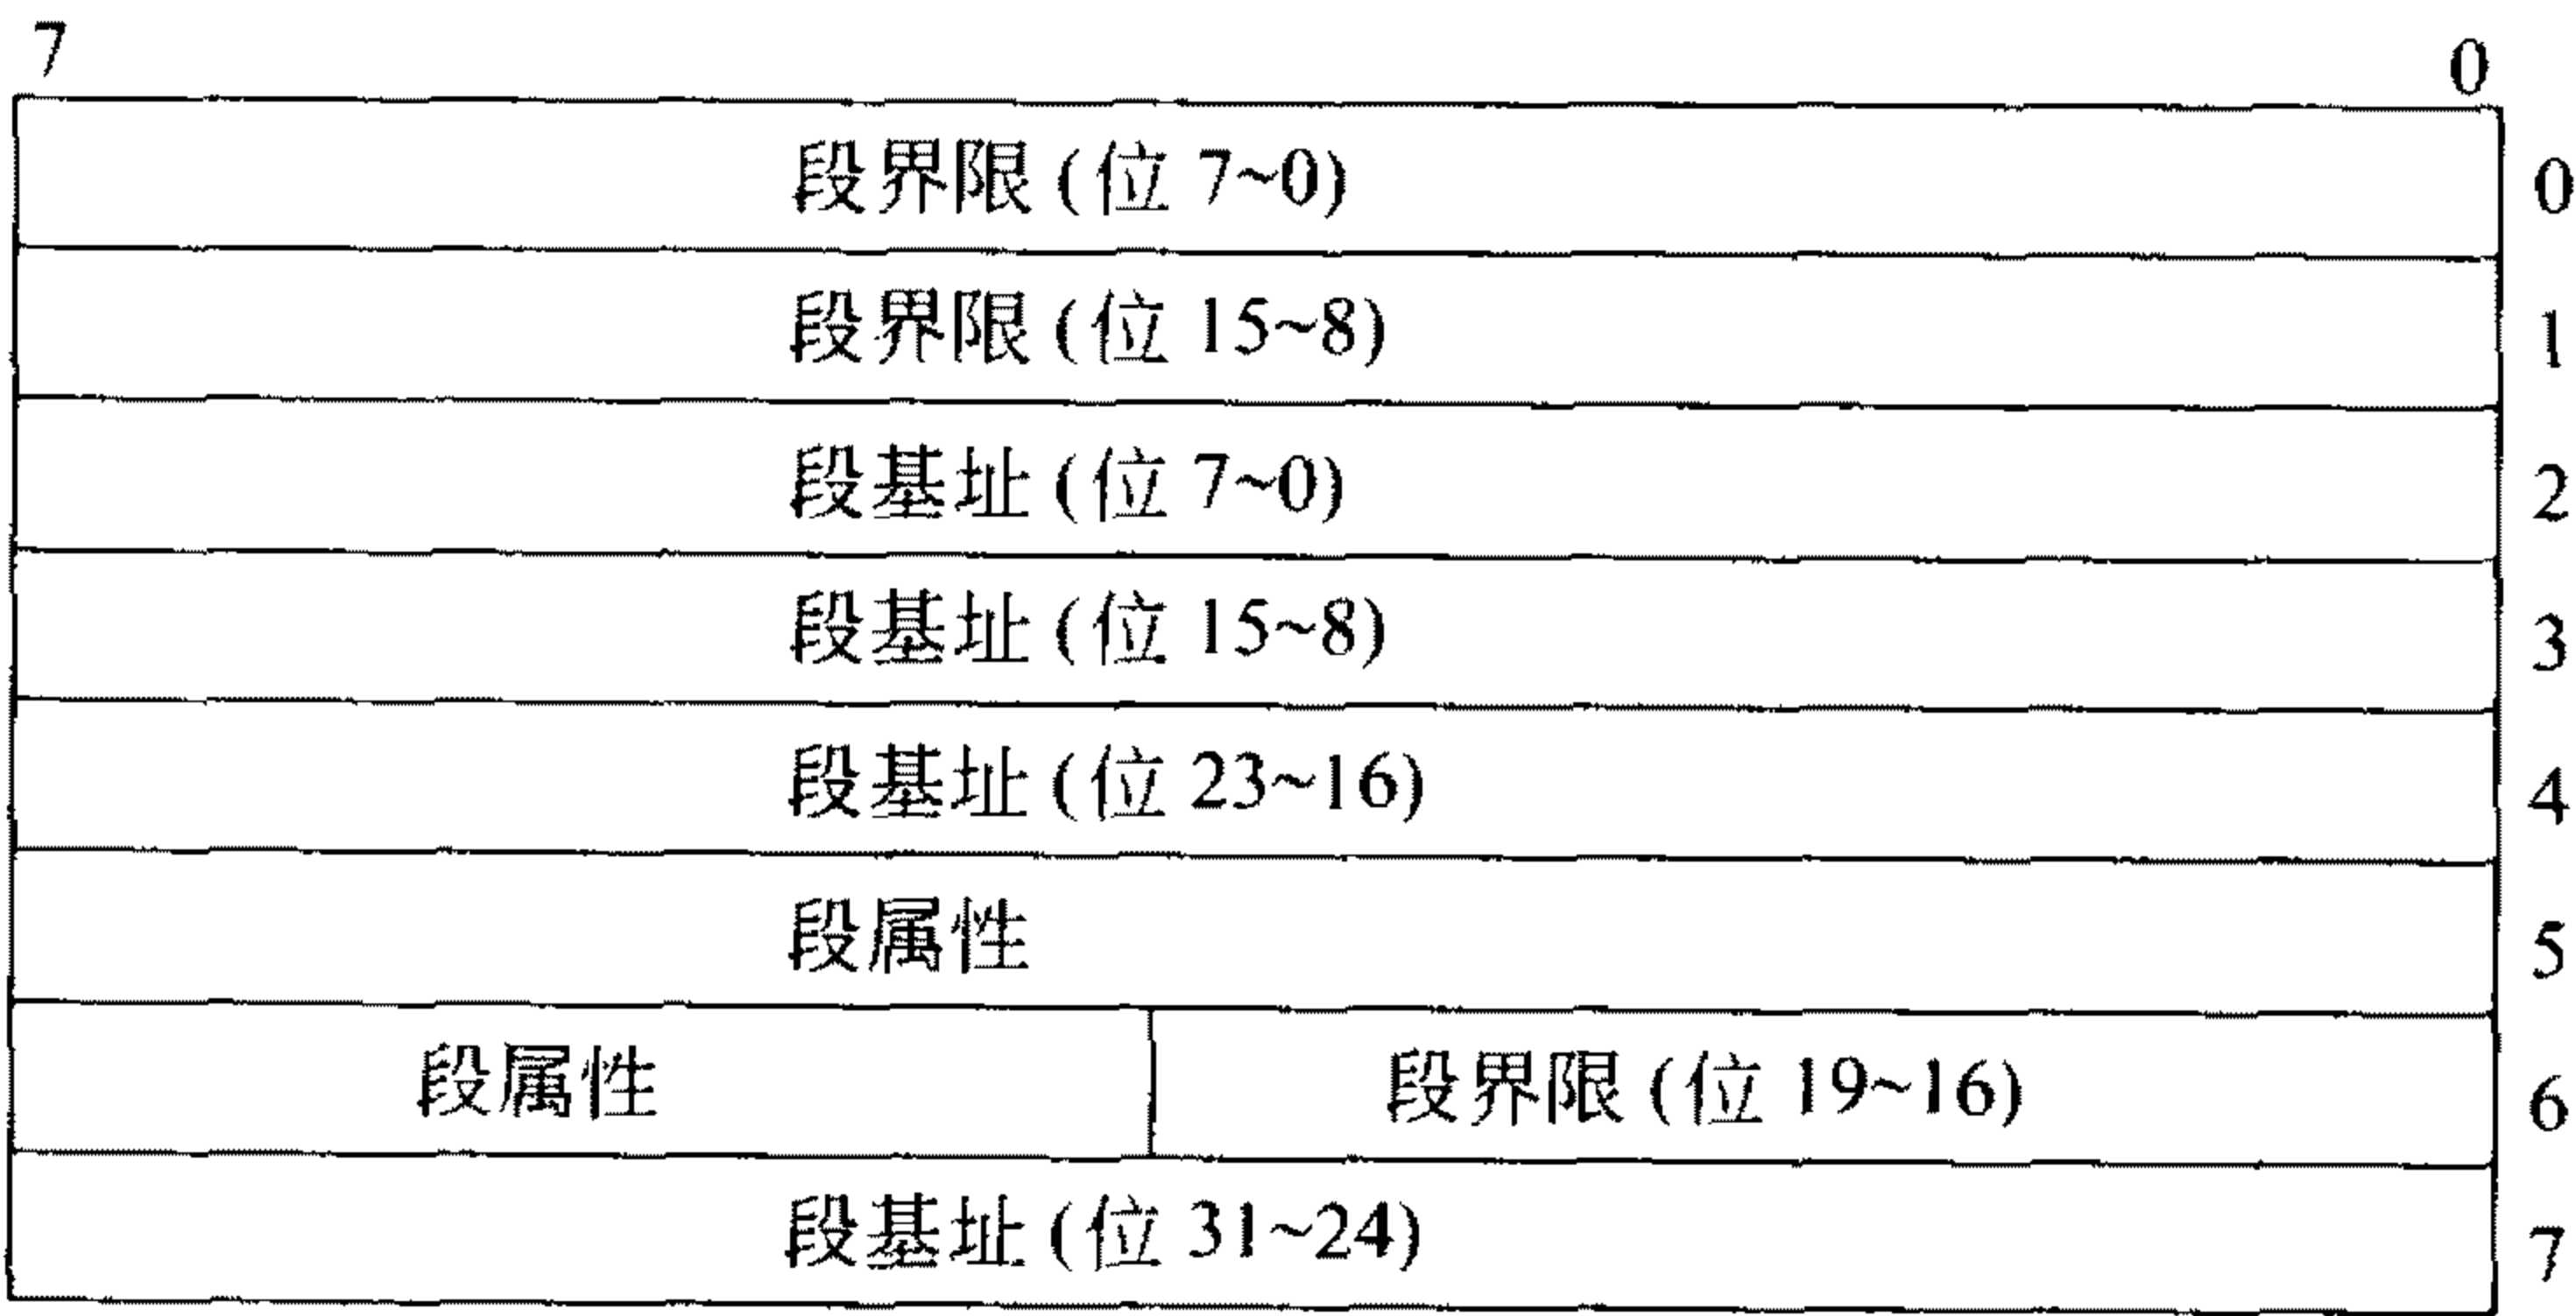 7 0
段界限 (位 7~0) 0
段界限 (位 15~8) 1
段基址 (位 7~0) 2
段基址 (位 15~8) 3
段基址 (位 23~16) 4
段属性 5
段属性 段界限 (位 19~16) 6
段基址 (位 31~24) 7